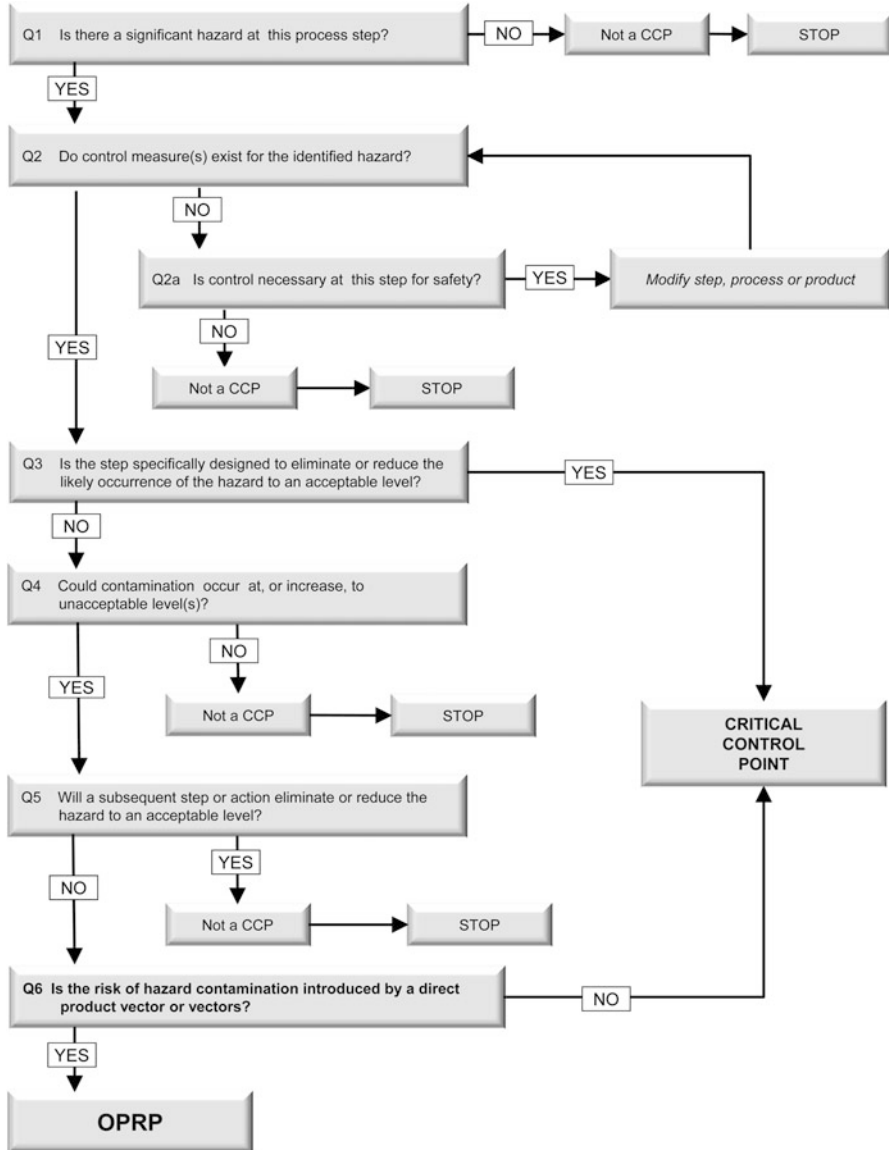 Q1 Is there a significant hazard at this process step?
NO
Not a CCP
STOP
YES
Q2 Do control measure(s) exist for the identified hazard?
NO
Q2a Is control necessary at this step for safety?
YES
Modify step, process or product
NO
YES
Not a CCP
STOP
Q3 Is the step specifically designed to eliminate or reduce the
likely occurrence of the hazard to an acceptable level?
YES
NO
Q4 Could contamination occur at, or increase, to
unacceptable level(s)?
NO
YES
Not a CCP
STOP
CRITICAL
CONTROL
POINT
Q5 Will a subsequent step or action eliminate or reduce the
hazard to an acceptable level?
YES
NO
Not a CCP
STOP
Q6 Is the risk of hazard contamination introduced by a direct
product vector or vectors?
NO
YES
OPRP